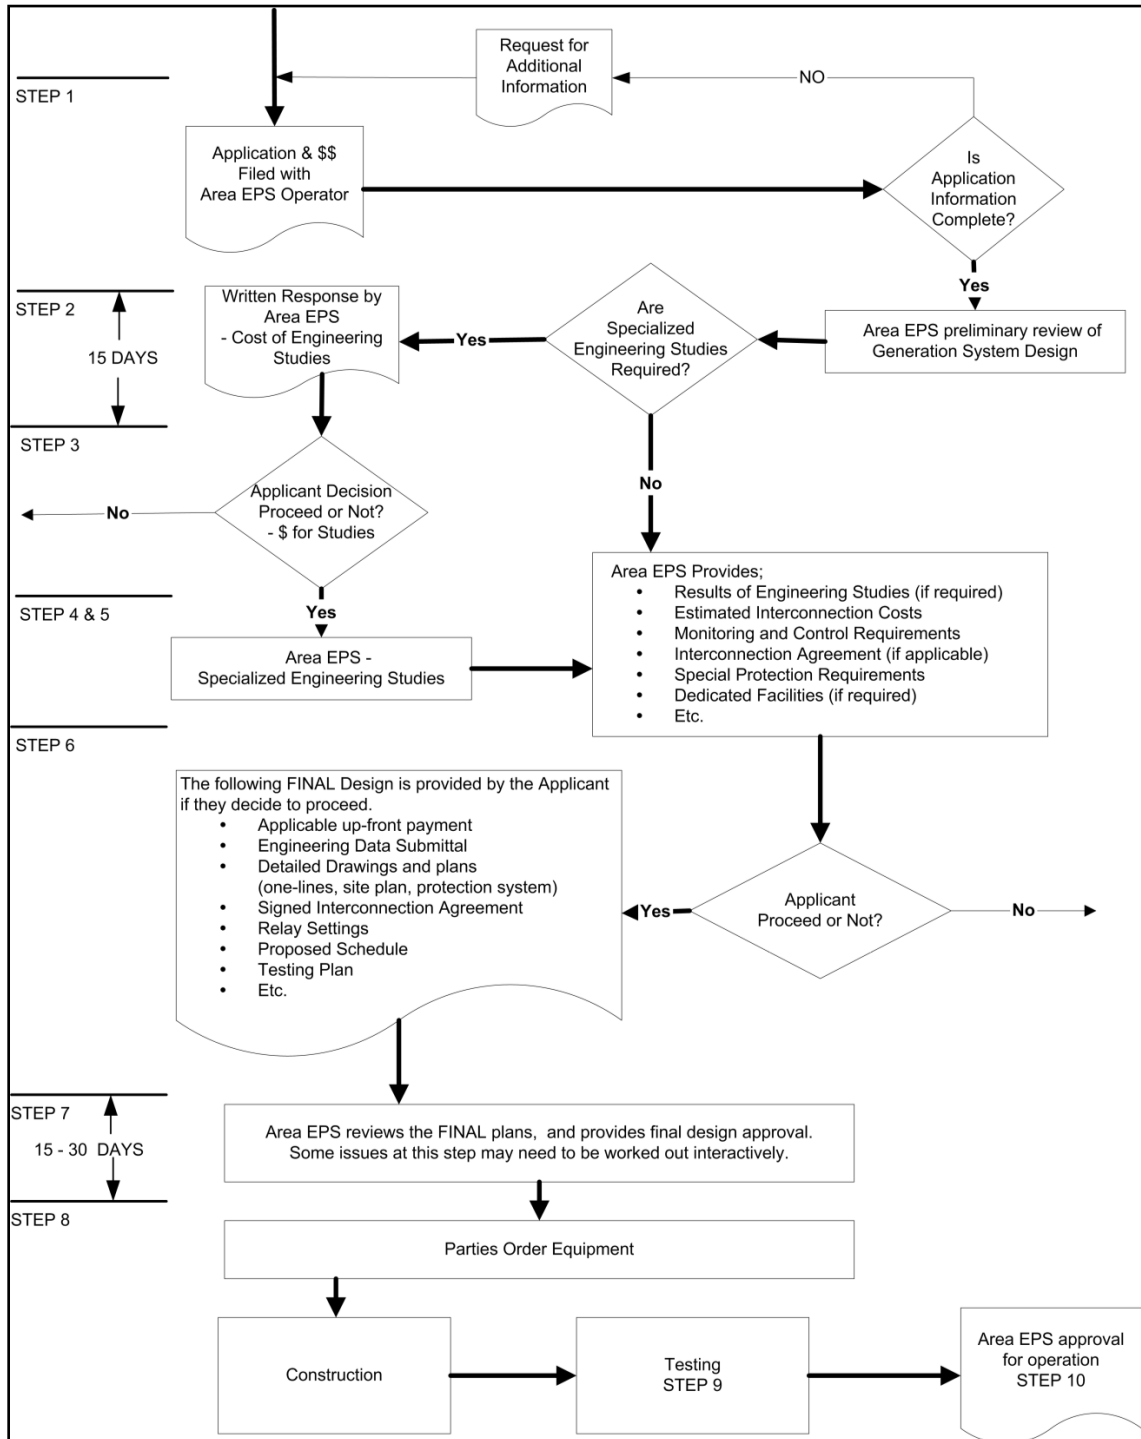 Request for
Additional
Information
NO
STEP 1
Application & $$
Filed with
Area EPS Operator
Is
Application
Information
Complete?
Yes
STEP 2
15 DAYS
Written Response by
Area EPS
- Cost of Engineering
Studies
Yes
Are
Specialized
Engineering Studies
Required?
Area EPS preliminary review of
Generation System Design
STEP 3
No
Applicant Decision
Proceed or Not?
- $ for Studies
No
Yes
STEP 4 & 5
Area EPS -
Specialized Engineering Studies
Area EPS Provides;
• Results of Engineering Studies (if required)
• Estimated Interconnection Costs
• Monitoring and Control Requirements
• Interconnection Agreement (if applicable)
• Special Protection Requirements
• Dedicated Facilities (if required)
• Etc.
STEP 6
The following FINAL Design is provided by the Applicant
if they decide to proceed.
• Applicable up-front payment
• Engineering Data Submittal
• Detailed Drawings and plans
(one-lines, site plan, protection system)
• Signed Interconnection Agreement
• Relay Settings
• Proposed Schedule
• Testing Plan
• Etc.
Yes
Applicant
Proceed or Not?
No
STEP 7
15 - 30 DAYS
Area EPS reviews the FINAL plans, and provides final design approval.
Some issues at this step may need to be worked out interactively.
STEP 8
Parties Order Equipment
Construction
Testing
STEP 9
Area EPS approval
for operation
STEP 10